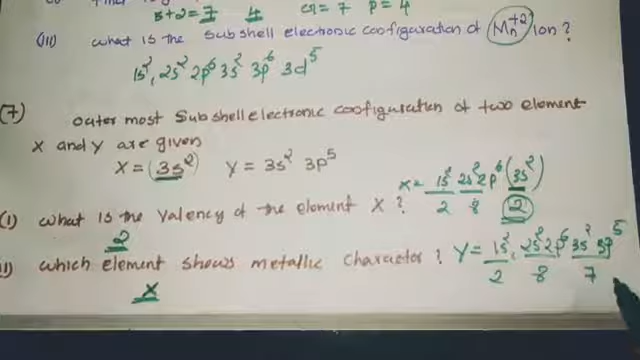 3+2=7 4 Gr = 7 P = 4
(iii) what is the subshell electronic configuration of Mn+2 ion?
1s², 2s² 2p⁶ 3s² 3p⁶ 3d⁵
(7) outer most subshell electronic configuration of two element
X and Y are given
X = (3s²) Y = 3s² 3p⁵
X = 1s² 2s² 2p⁶ (3s²)
2 8 2
(i) what is the valency of the element X?
2
(ii) which element shows metallic character?
Y = 1s², 2s² 2p⁶ 3s² 3p⁵
2 8 7
X